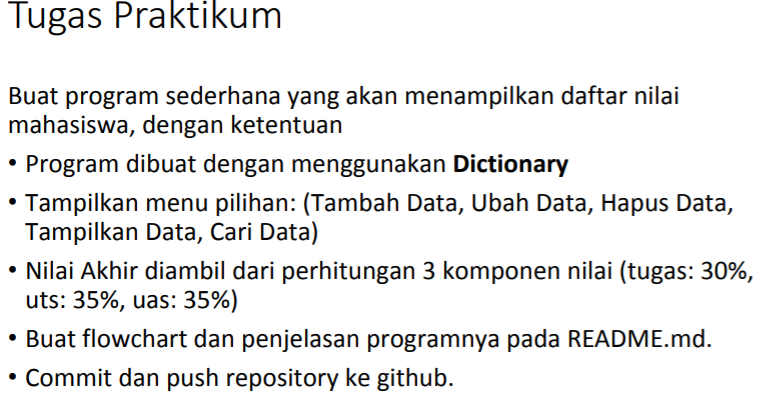 Tugas Praktikum
Buat program sederhana yang akan menampilkan daftar nilai
mahasiswa, dengan ketentuan
• Program dibuat dengan menggunakan Dictionary
• Tampilkan menu pilihan: (Tambah Data, Ubah Data, Hapus Data,
Tampilkan Data, Cari Data)
• Nilai Akhir diambil dari perhitungan 3 komponen nilai (tugas: 30%,
uts: 35%, uas: 35%)
• Buat flowchart dan penjelasan programnya pada README.md.
• Commit dan push repository ke github.